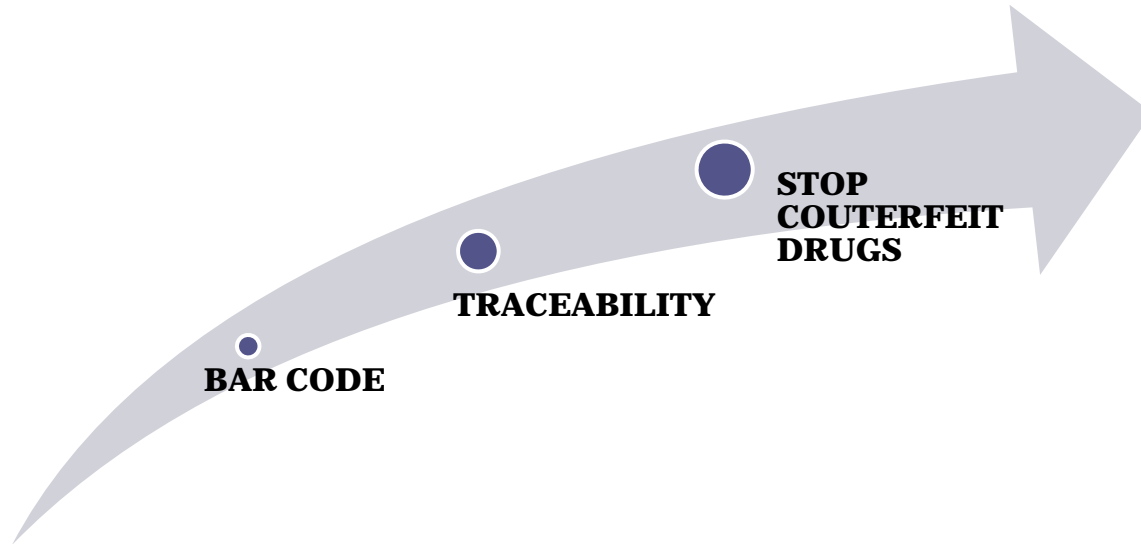 BAR CODE
TRACEABILITY
STOP
COUTERFEIT
DRUGS